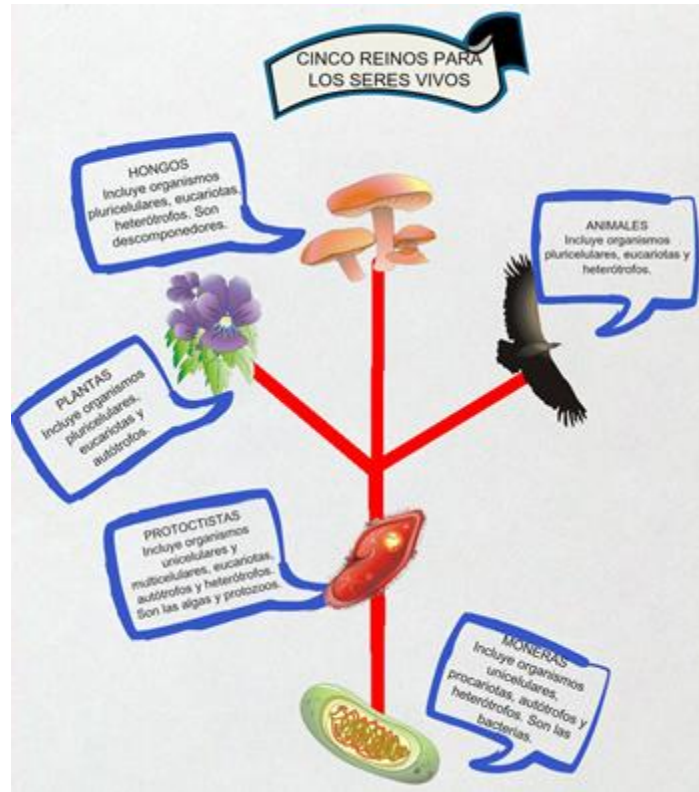 CINCO REINOS PARA
LOS SERES VIVOS
HONGOS
Incluye organismos
pluricelulares, eucariotas,
heterótrofos. Son
descomponedores.
ANIMALES
Incluye organismos
pluricelulares, eucariotas y
heterótrofos.
PLANTAS
Incluye organismos
pluricelulares,
eucariotas y
autótrofos.
PROTOCTISTAS
Incluye organismos
unicelulares y
multicelulares, eucariotas,
autótrofos y heterótrofos.
Son las algas y protozoos.
MONERAS
Incluye organismos
unicelulares,
procariotas, autótrofos y
heterótrofos. Son las
bacterias.